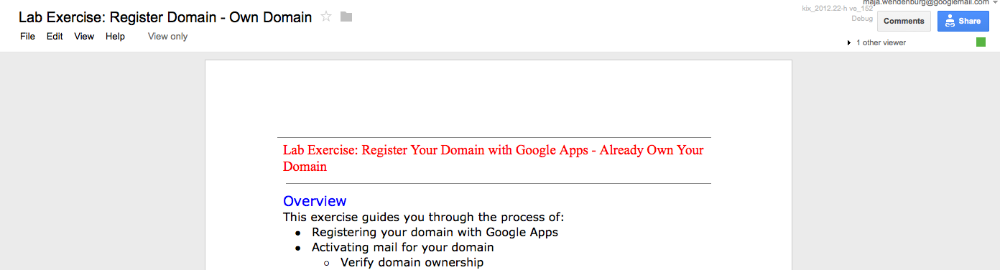 maja.wendenburg@googlemail.com
Lab Exercise: Register Domain - Own Domain
kix_2012.22-h ve_152
Debug
Comments
Share
File Edit View Help View only
1 other viewer
Lab Exercise: Register Your Domain with Google Apps - Already Own Your
Domain
Overview
This exercise guides you through the process of:
● Registering your domain with Google Apps
● Activating mail for your domain
○ Verify domain ownership